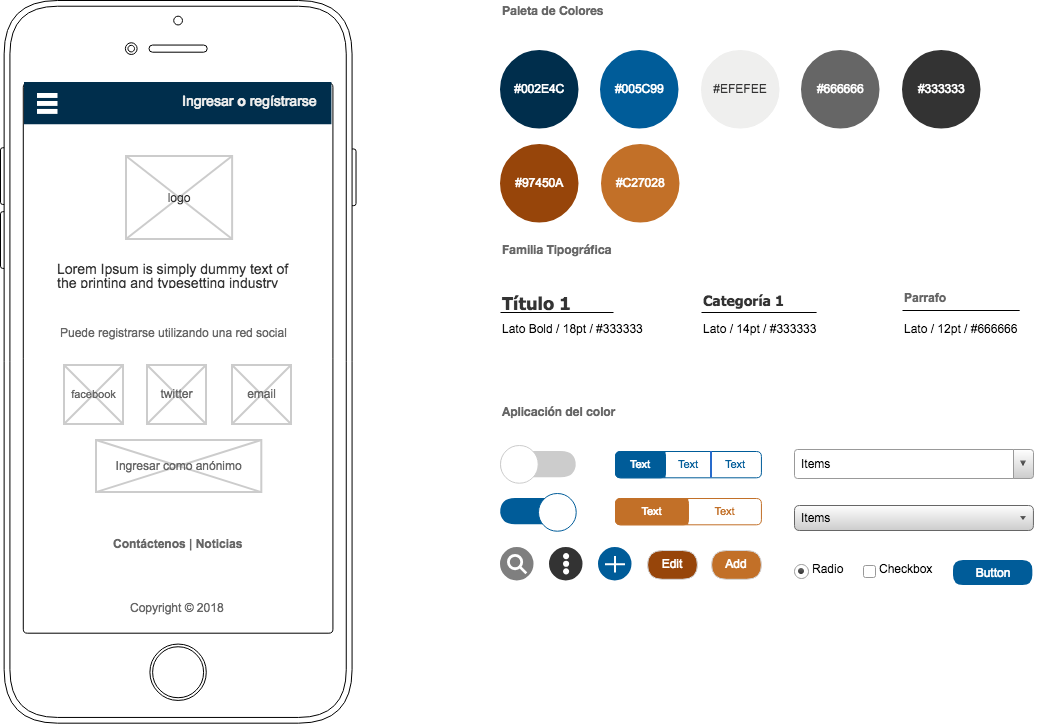 Ingresar o regístrarse
logo
Lorem Ipsum is simply dummy text of
the printing and typesetting industry
Puede registrarse utilizando una red social
facebook
twitter
email
Ingresar como anónimo
Contáctenos | Noticias
Copyright © 2018
Paleta de Colores
#002E4C
#005C99
#EFEFEE
#666666
#333333
#97450A
#C27028
Familia Tipográfica
Título 1
Lato Bold / 18pt / #333333
Categoría 1
Lato / 14pt / #333333
Parrafo
Lato / 12pt / #666666
Aplicación del color
Text
Text
Text
Items
Text
Text
Items
Edit
Add
Radio
Checkbox
Button